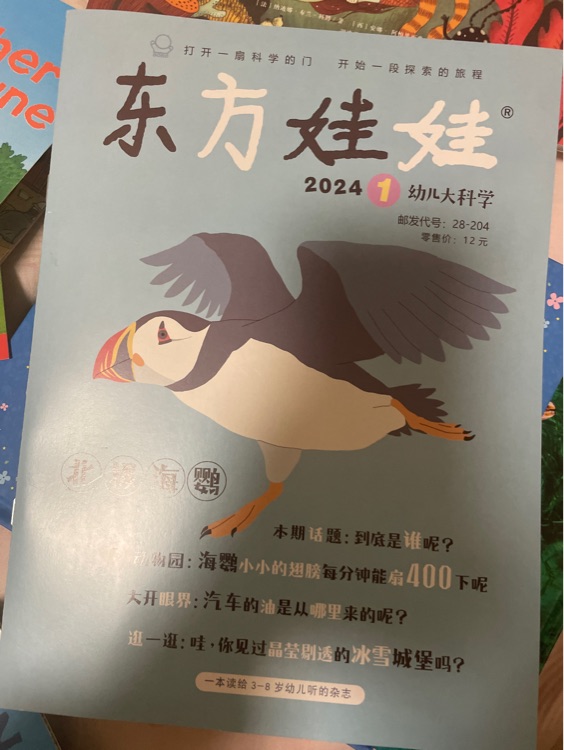 打开一扇科学的门 开始一段探索的旅程
东方娃娃®
2024 1 幼儿大科学
邮发代号：28-204
零售价：12元
北极海鹦
本期话题：到底是谁呢？
动物园：海鹦小小的翅膀每分钟能扇400下呢
大开眼界：汽车的油是从哪里来的呢？
逛一逛：哇，你见过晶莹剔透的冰雪城堡吗？
一本读给3-8岁幼儿听的杂志
her
une